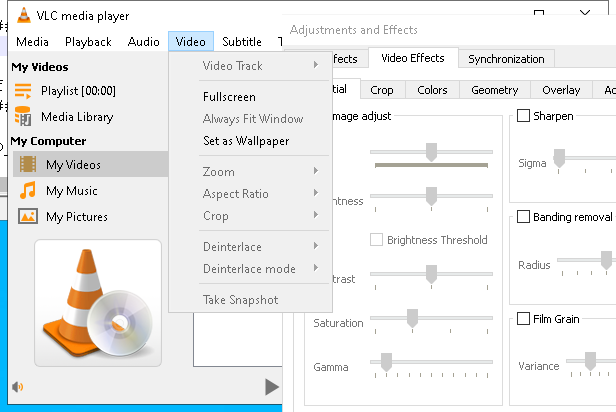 VLC media player
Adjustments and Effects
Media Playback Audio Video Subtitle T
My Videos
Playlist [00:00]
Media Library
My Computer
My Videos
My Music
My Pictures
Video Track
Fullscreen
Always Fit Window
Set as Wallpaper
Zoom
Aspect Ratio
Crop
Deinterlace
Deinterlace mode
Take Snapshot
ffects Video Effects Synchronization
tial Crop Colors Geometry Overlay
mage adjust
ntness
Brightness Threshold
trast
Saturation
Gamma
Sharpen
Sigma
Banding removal
Radius
Film Grain
Variance